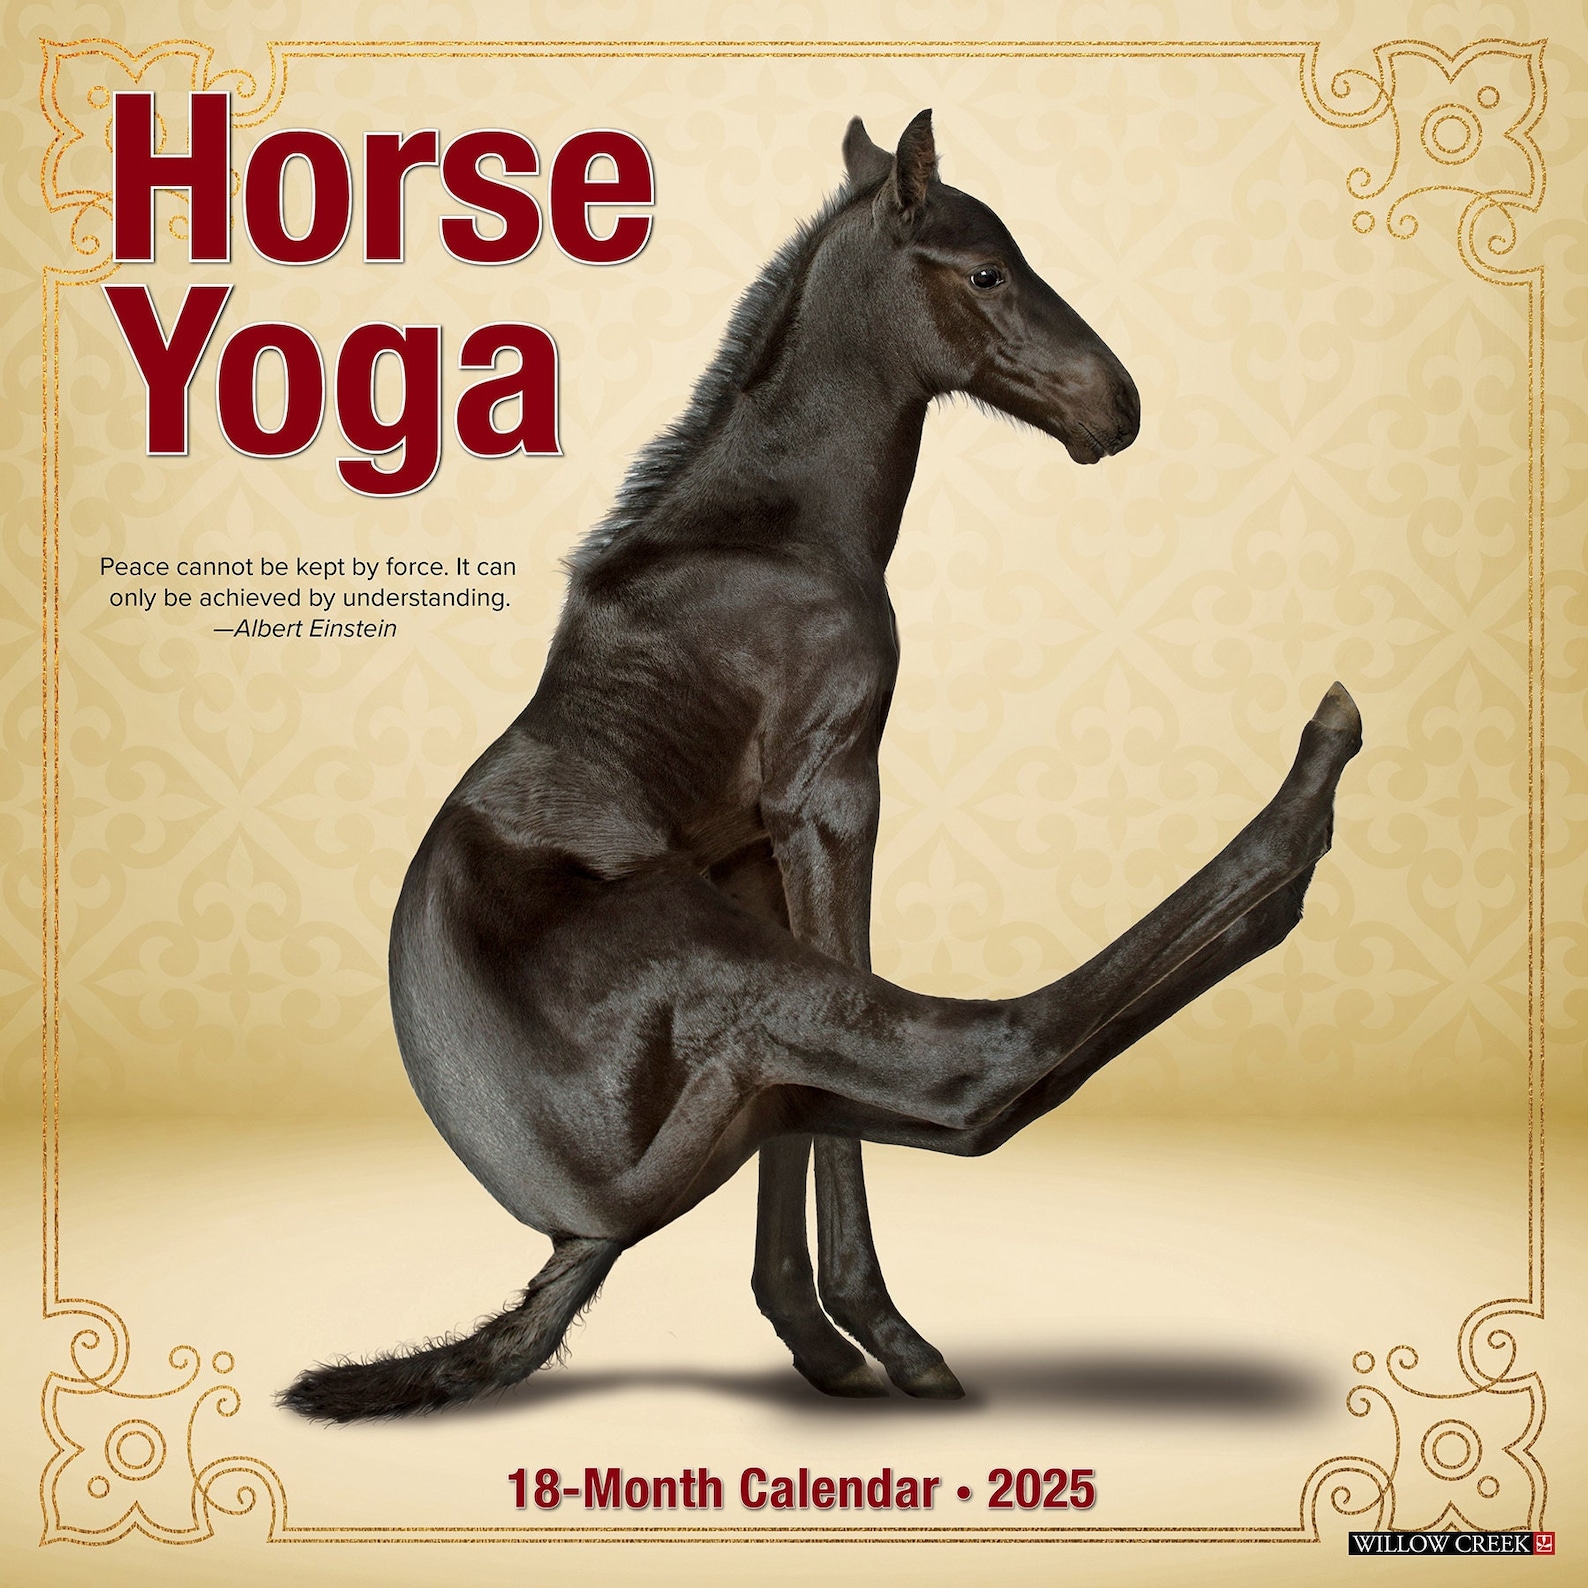 Horse
Yoga
Peace cannot be kept by force. It can
only be achieved by understanding.
—Albert Einstein
18-Month Calendar • 2025
WILLOW CREEK